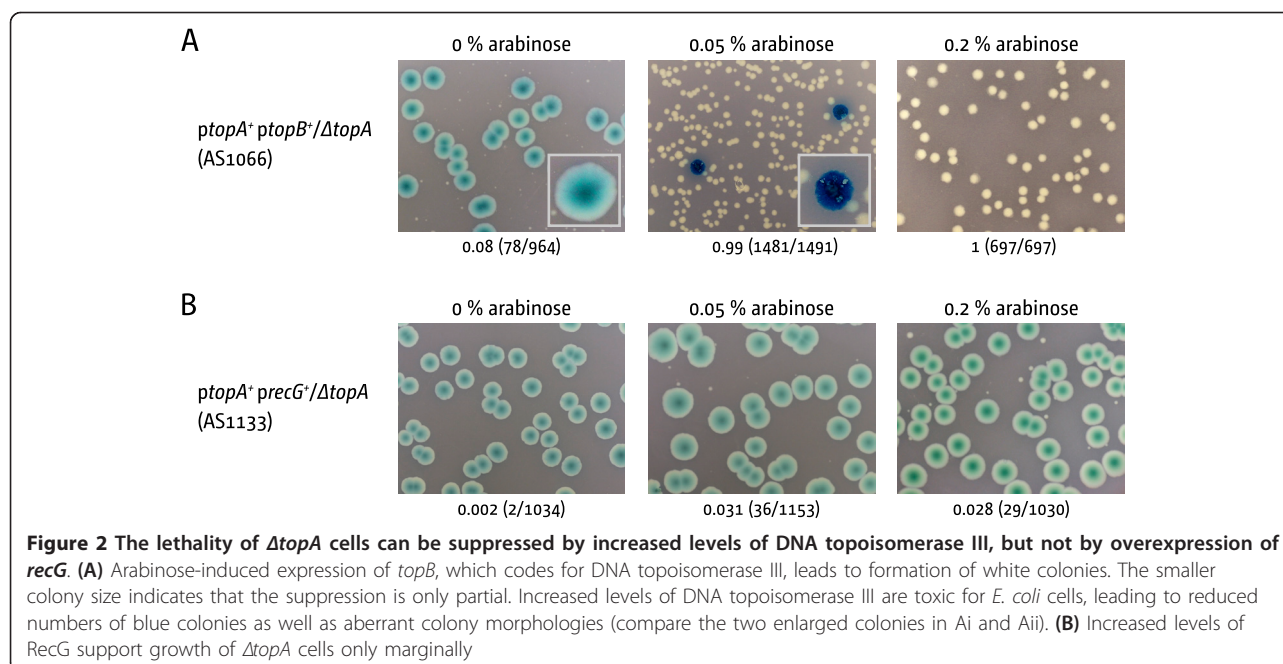 A
0 % arabinose
0.05 % arabinose
0.2 % arabinose
ptopA⁺ ptopB⁺/ΔtopA
(AS1066)
0.08 (78/964)
0.99 (1481/1491)
1 (697/697)
B
0 % arabinose
0.05 % arabinose
0.2 % arabinose
ptopA⁺ precG⁺/ΔtopA
(AS1133)
0.002 (2/1034)
0.031 (36/1153)
0.028 (29/1030)
Figure 2 The lethality of ΔtopA cells can be suppressed by increased levels of DNA topoisomerase III, but not by overexpression of
recG. (A) Arabinose-induced expression of topB, which codes for DNA topoisomerase III, leads to formation of white colonies. The smaller
colony size indicates that the suppression is only partial. Increased levels of DNA topoisomerase III are toxic for E. coli cells, leading to reduced
numbers of blue colonies as well as aberrant colony morphologies (compare the two enlarged colonies in Ai and Aii). (B) Increased levels of
RecG support growth of ΔtopA cells only marginally